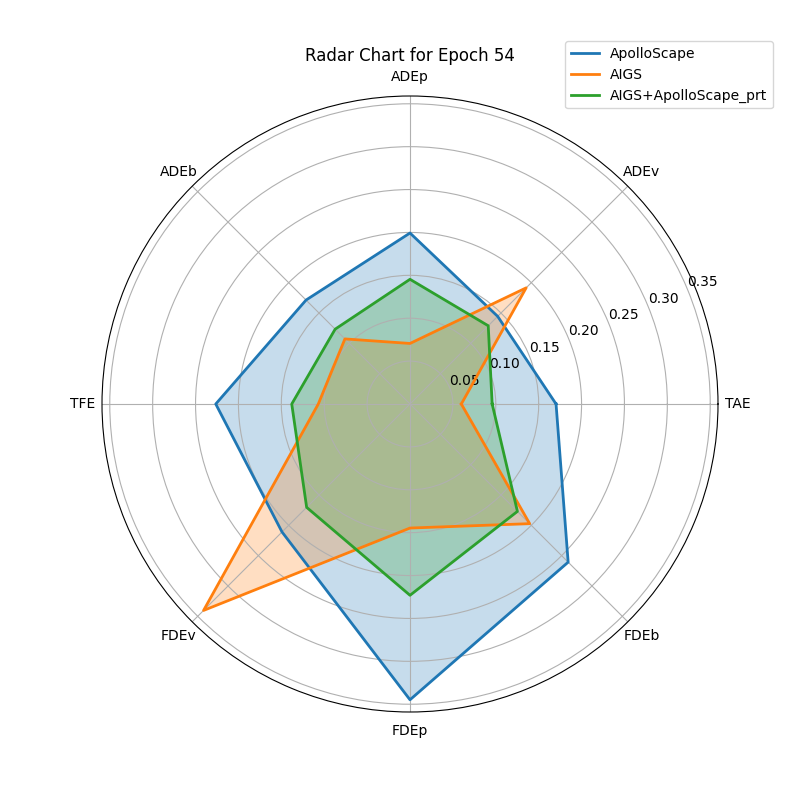 Radar Chart for Epoch 54
ApolloScape
AIGS
AIGS+ApolloScape_prt
ADEp
ADEb
ADEv
0.35
0.30
0.25
0.20
0.15
0.10
0.05
TFE
TAE
FDEv
FDEb
FDEp